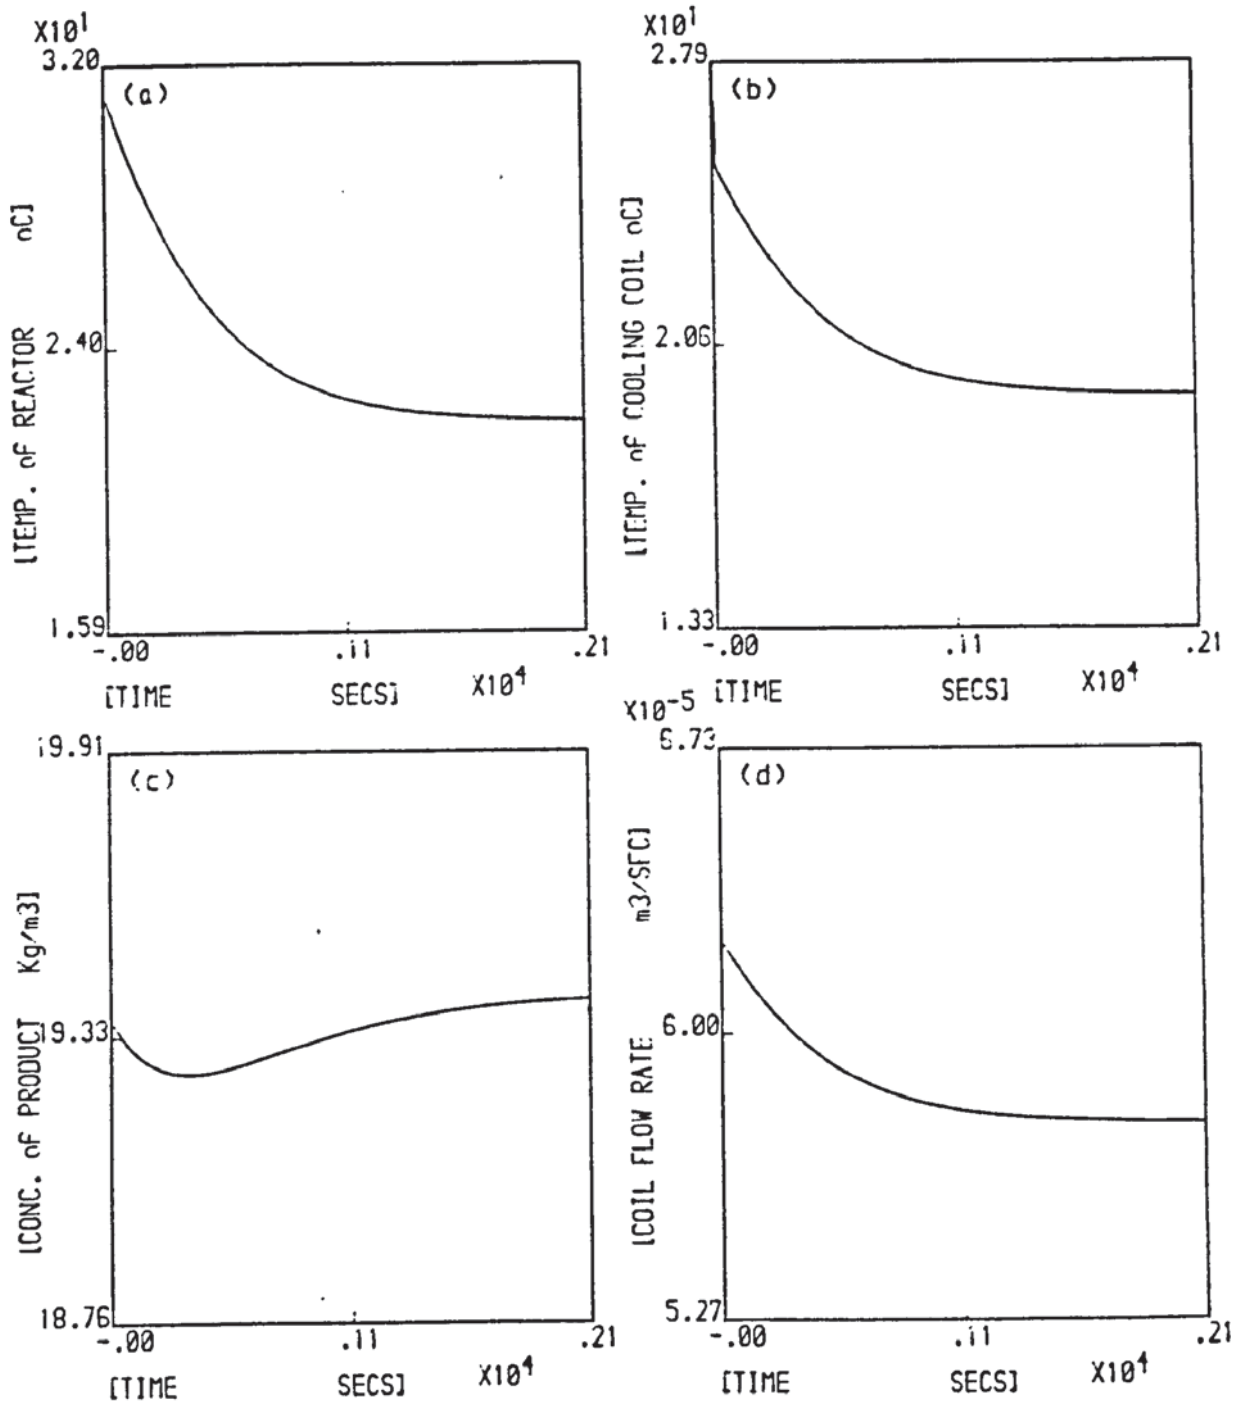 X10¹
3.20
(a)
2.40
1.59
-.00 .11 .21
[TIME SECS] X10⁴
[TEMP. oF REACTOR oC]
X10¹
2.79
(b)
2.06
1.33
-.00 .11 .21
[TIME SECS] X10⁴
[TEMP. oF COOLING COIL oC]
19.91
(c)
19.33
18.76
-.00 .11 .21
[TIME SECS] X10⁴
[CONC. oF PRODUCT Kg/m3]
X10⁻⁵
6.73
(d)
6.00
5.27
-.00 .11 .21
[TIME SECS] X10⁴
[COIL FLOW RATE m3/SEC]